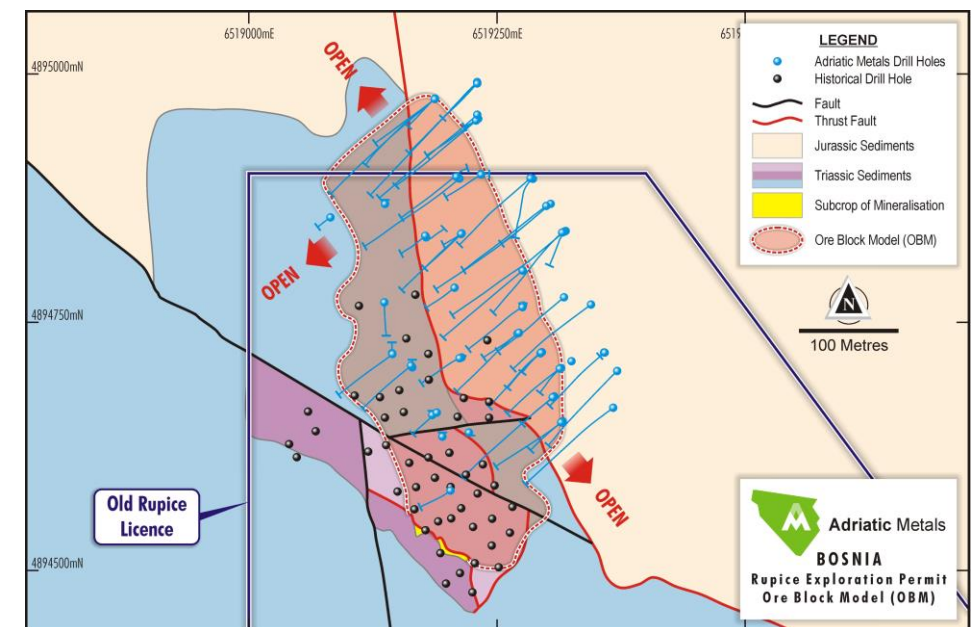 6519000mE
6519250mE
6519
4895000mN
4894750mN
4894500mN
OPEN
OPEN
OPEN
Old Rupice
Licence
LEGEND
Adriatic Metals Drill Holes
Historical Drill Hole
Fault
Thrust Fault
Jurassic Sediments
Triassic Sediments
Subcrop of Mineralisation
Ore Block Model (OBM)
N
100 Metres
Adriatic Metals
BOSNIA
Rupice Exploration Permit
Ore Block Model (OBM)